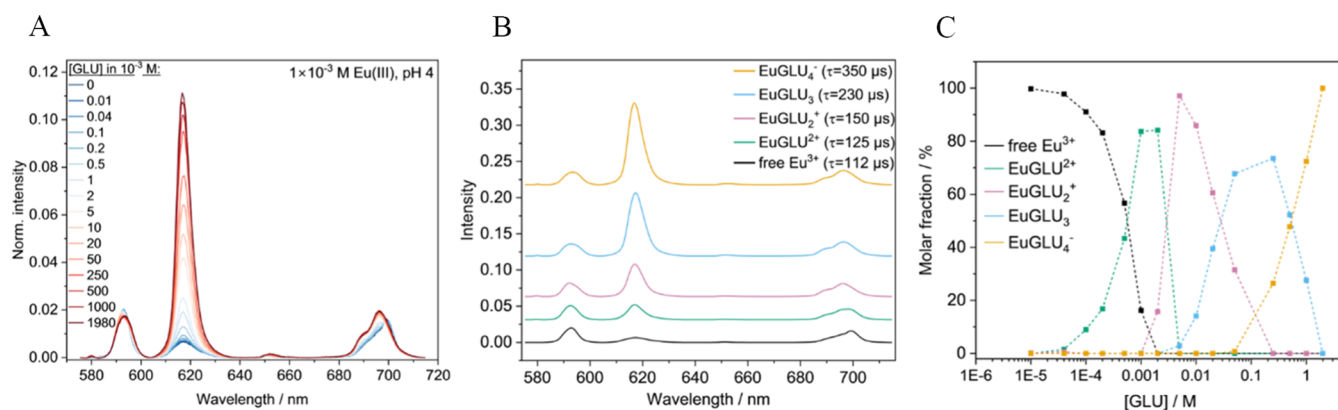 A
B
C
[GLU] in 10⁻³ M:
0
0.01
0.04
0.1
0.2
0.5
1
2
5
10
20
50
250
500
1000
1980
1×10⁻³ M Eu(III), pH 4
0.12
0.10
0.08
0.06
0.04
0.02
0.00
Norm. intensity
580 600 620 640 660 680 700 720
Wavelength / nm
EuGLU₄⁻ (τ=350 µs)
EuGLU₃ (τ=230 µs)
EuGLU₂⁺ (τ=150 µs)
EuGLU²⁺ (τ=125 µs)
free Eu³⁺ (τ=112 µs)
0.35
0.30
0.25
0.20
0.15
0.10
0.05
0.00
Intensity
580 600 620 640 660 680 700
Wavelength / nm
free Eu³⁺
EuGLU²⁺
EuGLU₂⁺
EuGLU₃
EuGLU₄⁻
100
80
60
40
20
0
Molar fraction / %
1E-6 1E-5 1E-4 0.001 0.01 0.1 1
[GLU] / M